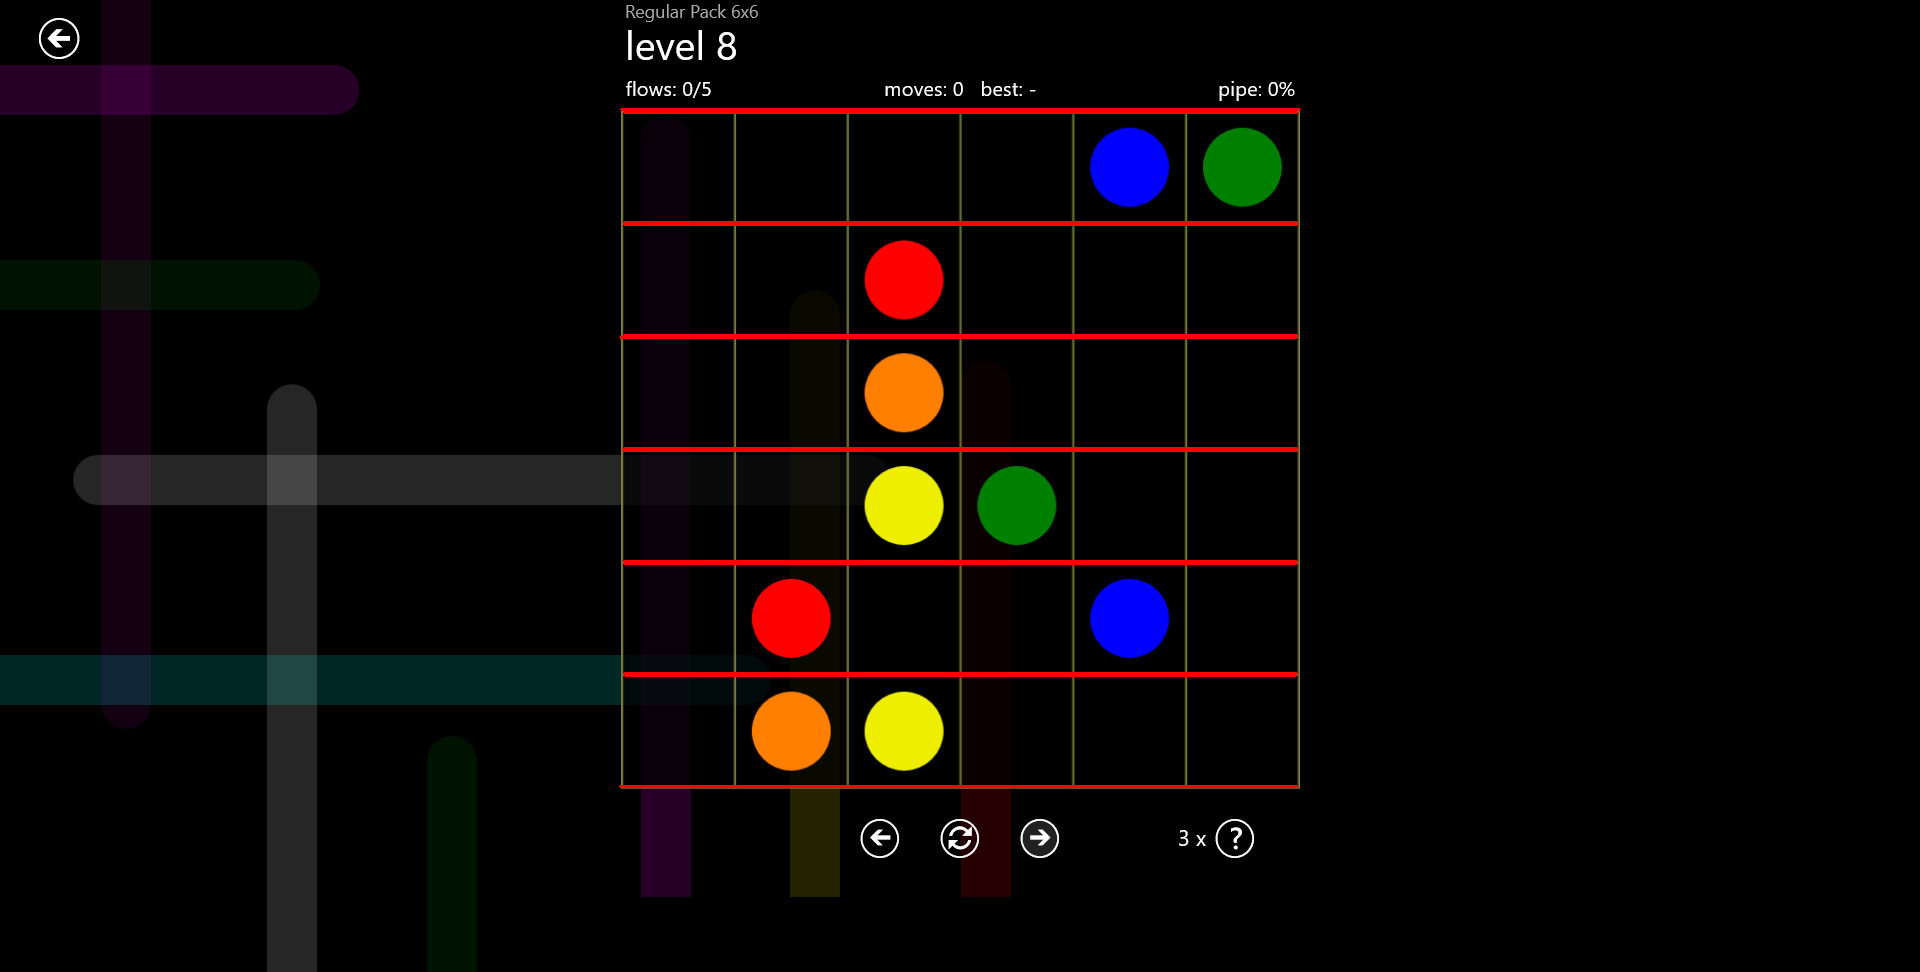 Regular Pack 6x6
level 8
flows: 0/5 moves: 0 best: - pipe: 0%
3 x ?